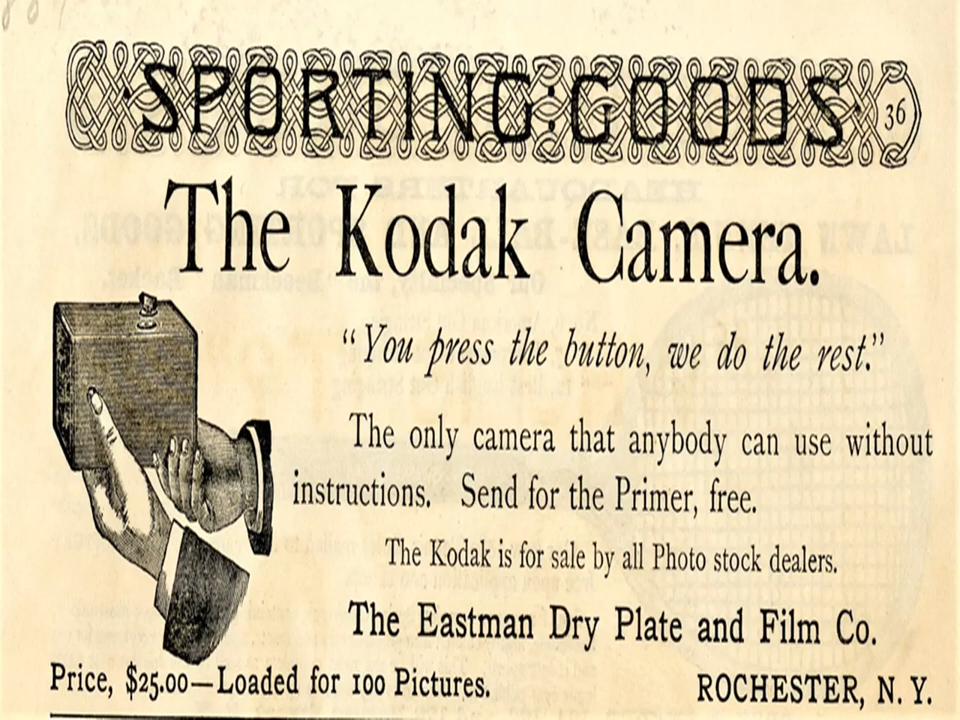 SPORTING:GOODS 36
The Kodak Camera.
“You press the button, we do the rest.”
The only camera that anybody can use without
instructions. Send for the Primer, free.
The Kodak is for sale by all Photo stock dealers.
The Eastman Dry Plate and Film Co.
Price, $25.00—Loaded for 100 Pictures. ROCHESTER, N. Y.